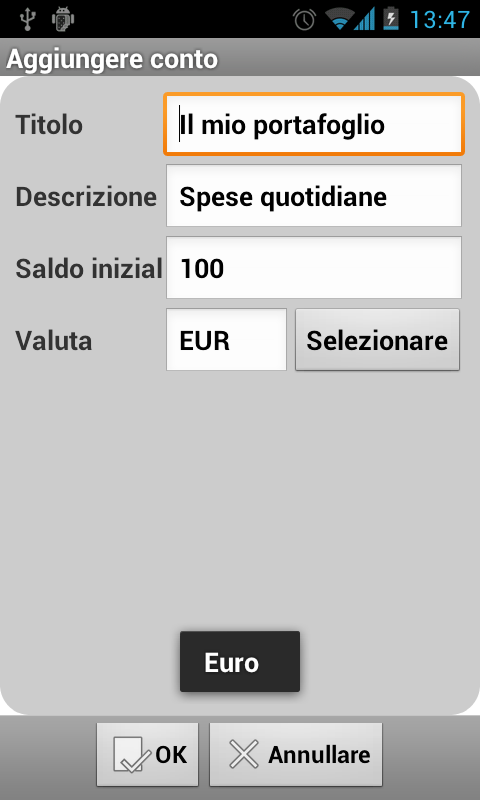 13:47
Aggiungere conto
Titolo Il mio portafoglio
Descrizione Spese quotidiane
Saldo inizial 100
Valuta EUR Selezionare
Euro
OK Annullare